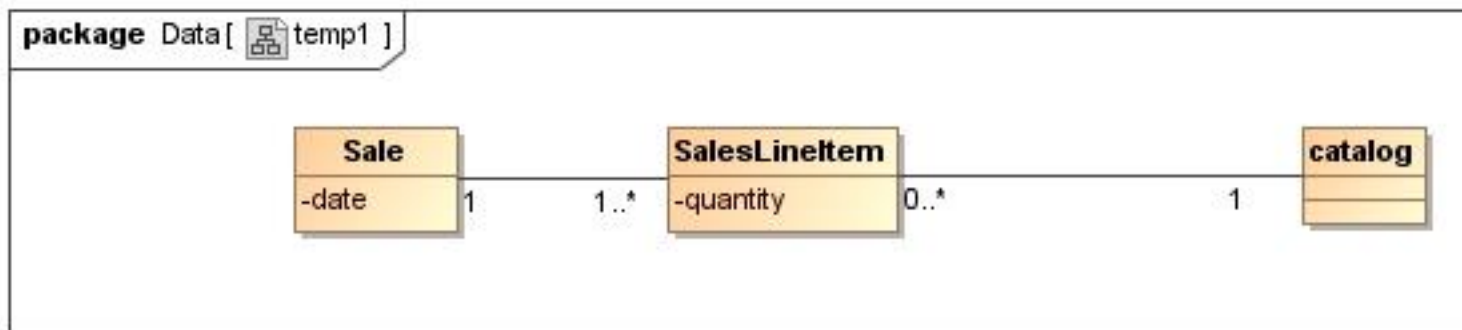 package Data[ temp1 ]
Sale
-date
1
1..*
SalesLineItem
-quantity
0..*
1
catalog